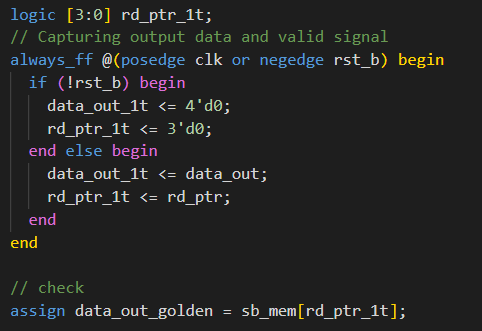 logic [3:0] rd_ptr_1t;
// Capturing output data and valid signal
always_ff @(posedge clk or negedge rst_b) begin
  if (!rst_b) begin
    data_out_1t <= 4'd0;
    rd_ptr_1t <= 3'd0;
  end else begin
    data_out_1t <= data_out;
    rd_ptr_1t <= rd_ptr;
  end
end

// check
assign data_out_golden = sb_mem[rd_ptr_1t];